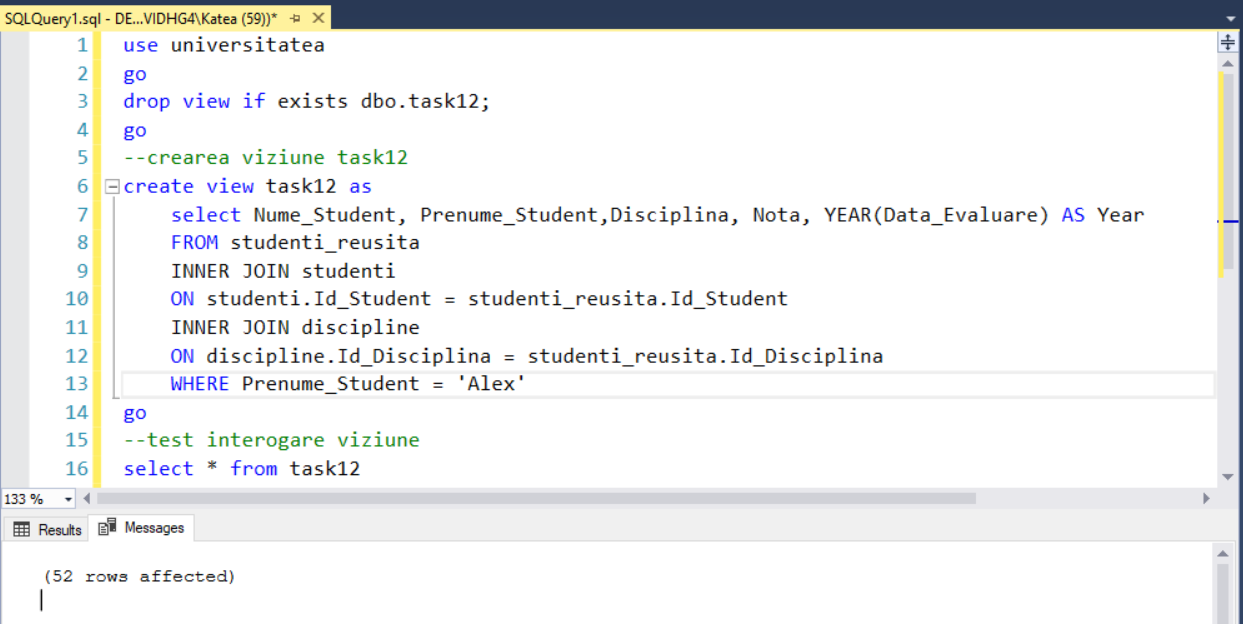 SQLQuery1.sql - DE...VIDHG4\Katea (59))*
1 use universitatea
2 go
3 drop view if exists dbo.task12;
4 go
5 --crearea viziune task12
6 create view task12 as
7 select Nume_Student, Prenume_Student,Disciplina, Nota, YEAR(Data_Evaluare) AS Year
8 FROM studenti_reusita
9 INNER JOIN studenti
10 ON studenti.Id_Student = studenti_reusita.Id_Student
11 INNER JOIN discipline
12 ON discipline.Id_Disciplina = studenti_reusita.Id_Disciplina
13 WHERE Prenume_Student = 'Alex'
14 go
15 --test interogare viziune
16 select * from task12
133 %
Results Messages
(52 rows affected)